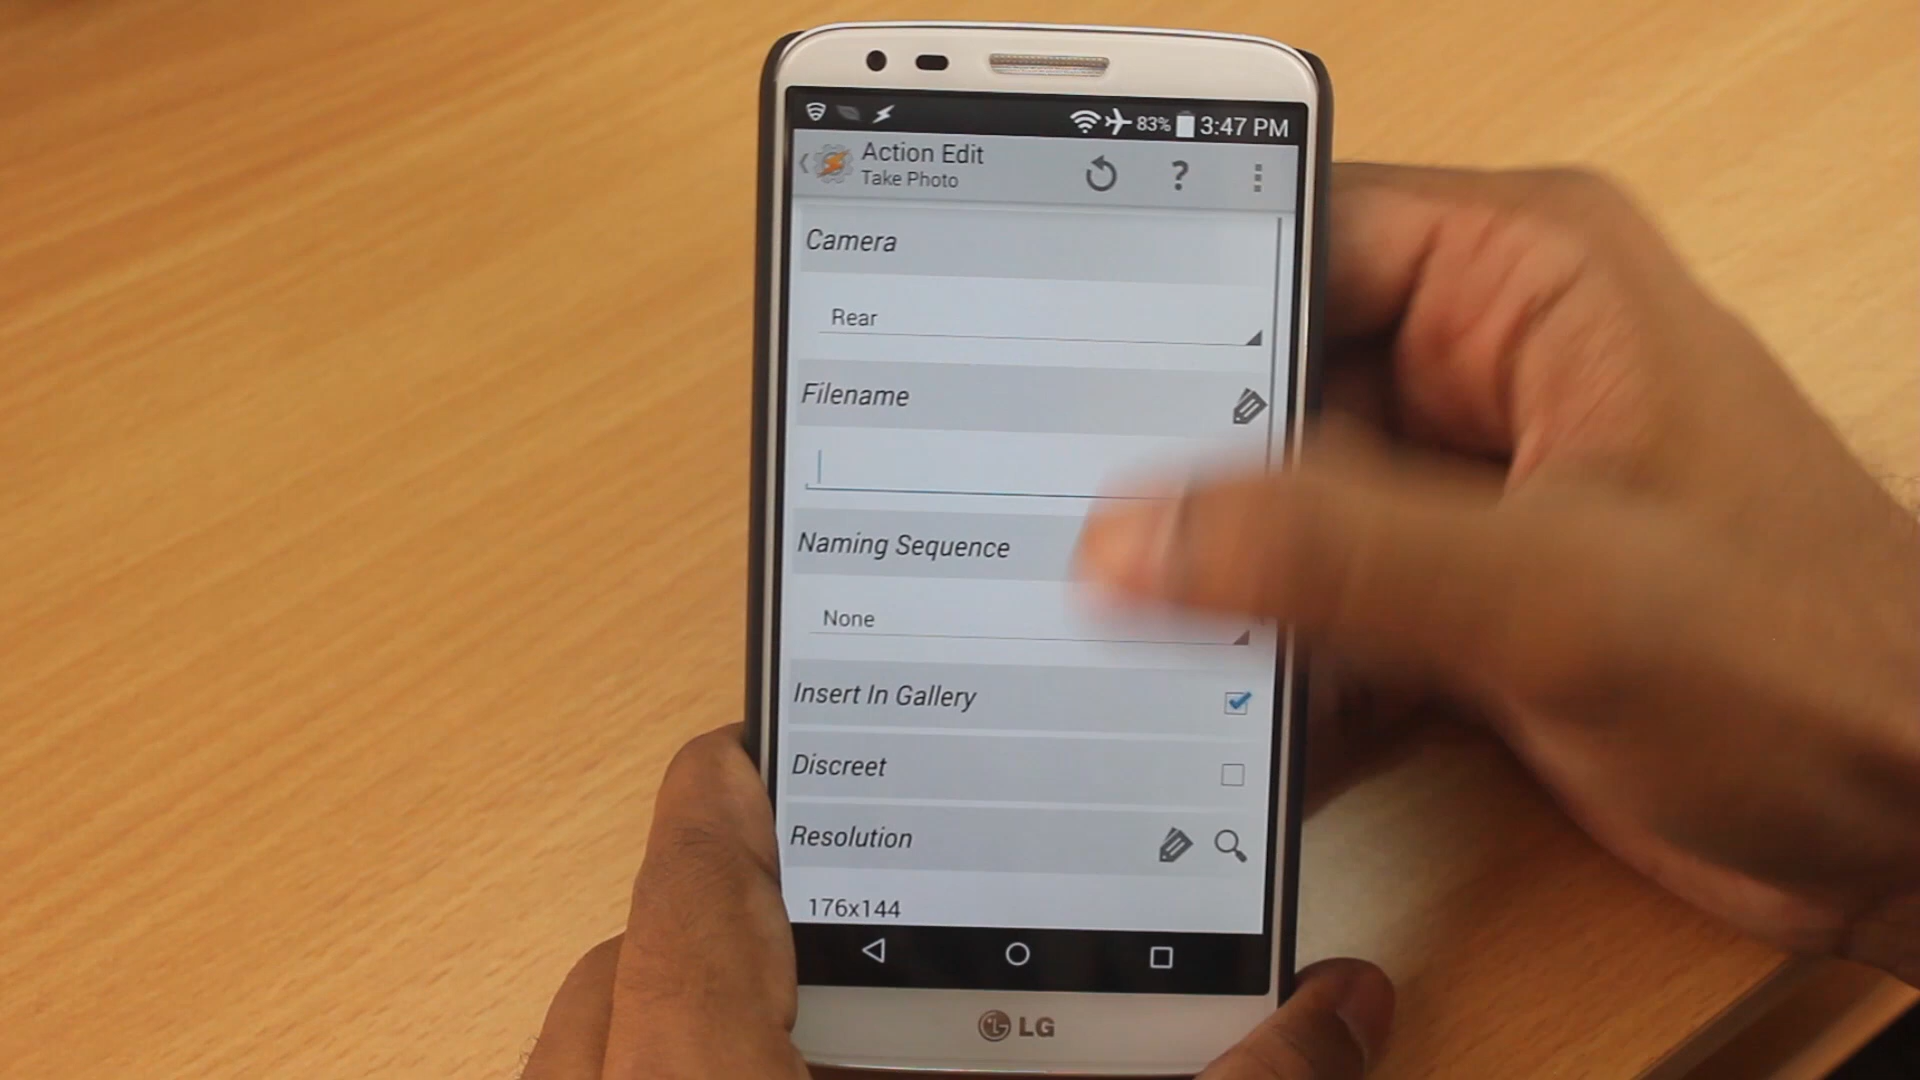 83% 3:47 PM
Action Edit
Take Photo
?
Camera
Rear
Filename
Naming Sequence
None
Insert In Gallery
Discreet
Resolution
176x144
LG